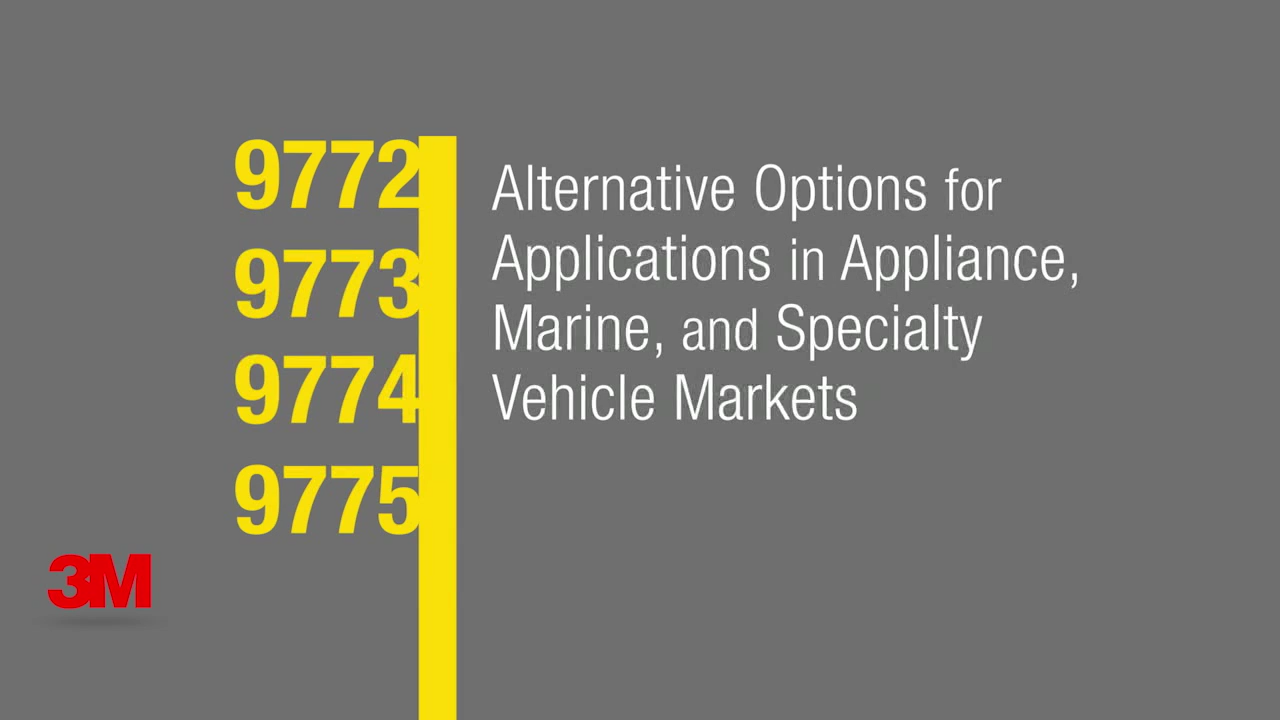 9772
9773
9774
9775
Alternative Options for
Applications in Appliance,
Marine, and Specialty
Vehicle Markets
3M